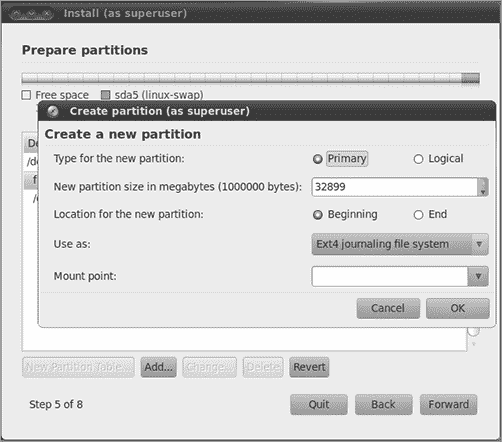 Install (as superuser)
Prepare partitions
Free space sda5 (linux-swap)
Create partition (as superuser)
Create a new partition
Type for the new partition: Primary Logical
New partition size in megabytes (1000000 bytes): 32899
Location for the new partition: Beginning End
Use as: Ext4 journaling file system
Mount point:
Cancel OK
New Partition Table... Add... Change... Delete Revert
Step 5 of 8 Quit Back Forward